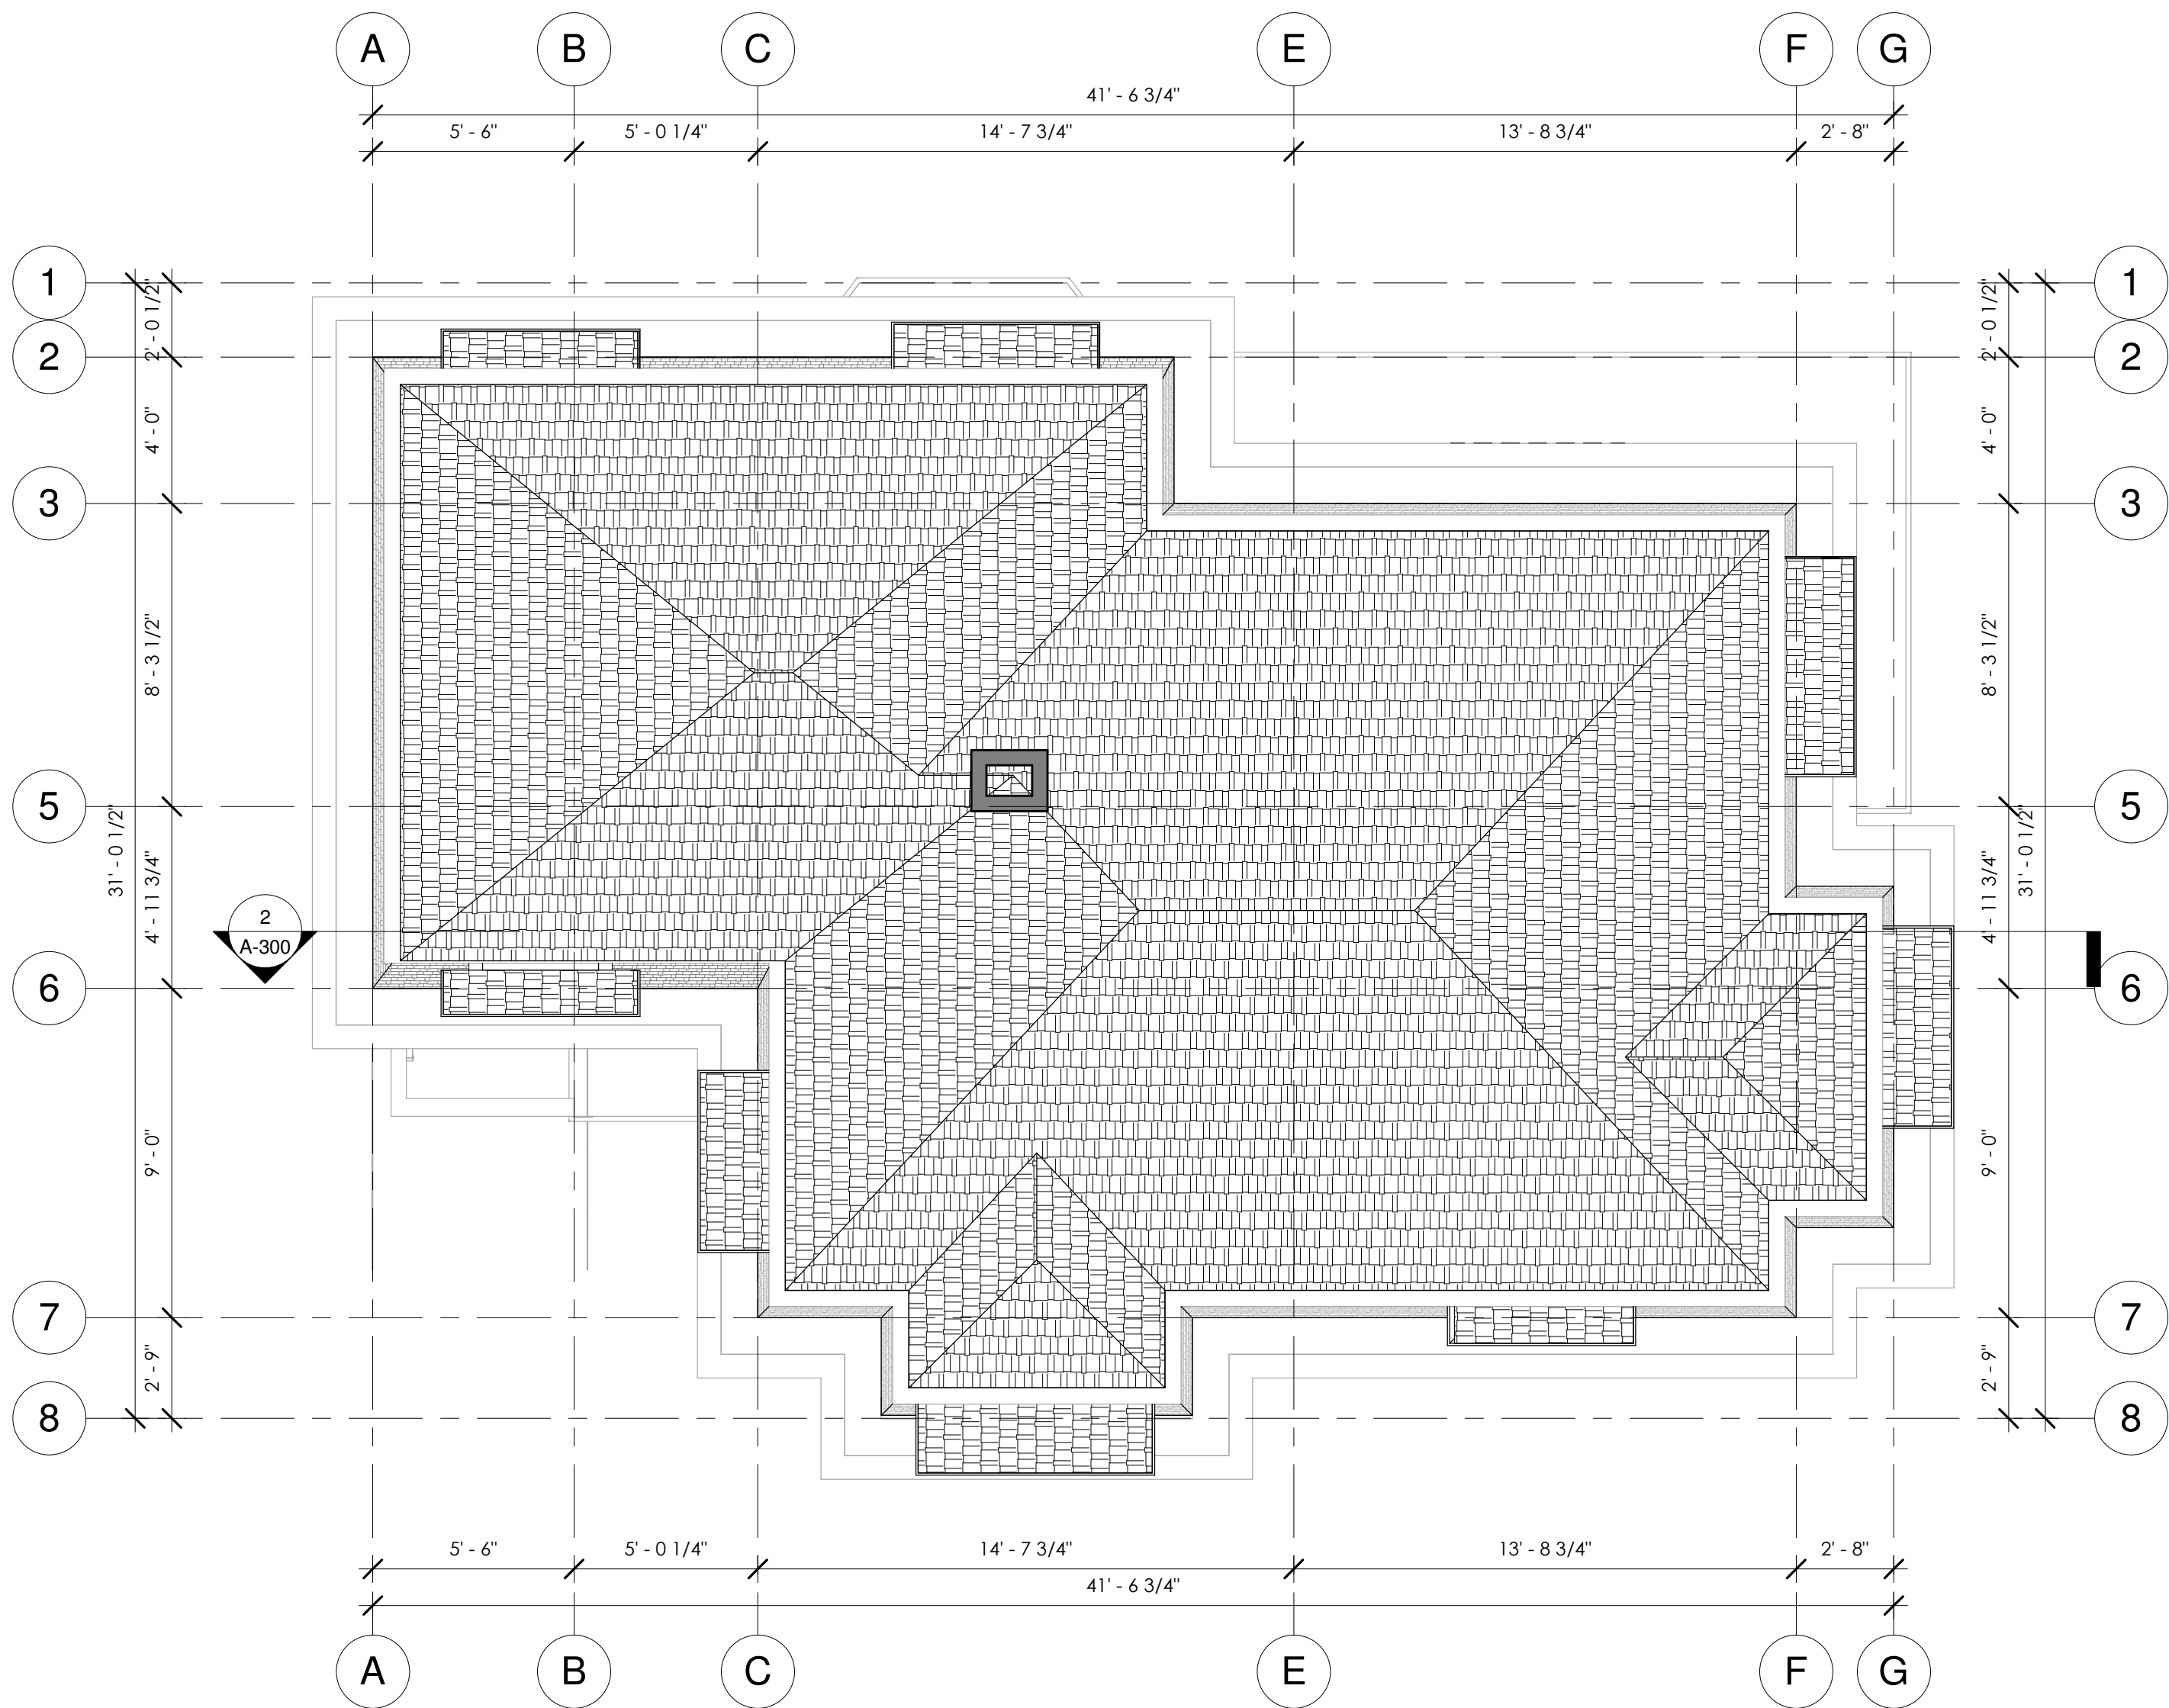 A B C E F G
41' - 6 3/4"
5' - 6" 5' - 0 1/4" 14' - 7 3/4" 13' - 8 3/4" 2' - 8"
1 2' - 0 1/2" 2' - 0 1/2" 1
2 2
4' - 0" 4' - 0"
3 3
8' - 3 1/2" 8' - 3 1/2"
5 5
31' - 0 1/2" 31' - 0 1/2"
4' - 11 3/4" 4' - 11 3/4"
2
A-300
6 6
9' - 0" 9' - 0"
7 7
2' - 9" 2' - 9"
8 8
5' - 6" 5' - 0 1/4" 14' - 7 3/4" 13' - 8 3/4" 2' - 8"
41' - 6 3/4"
A B C E F G